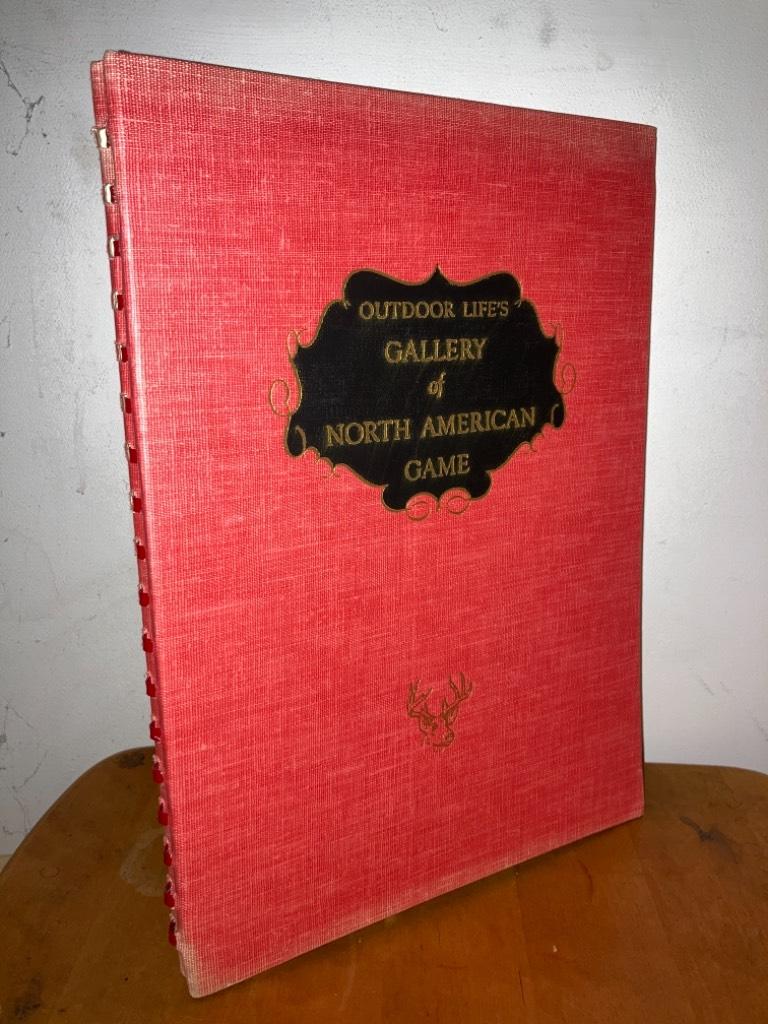 OUTDOOR LIFE'S
GALLERY
of
NORTH AMERICAN
GAME